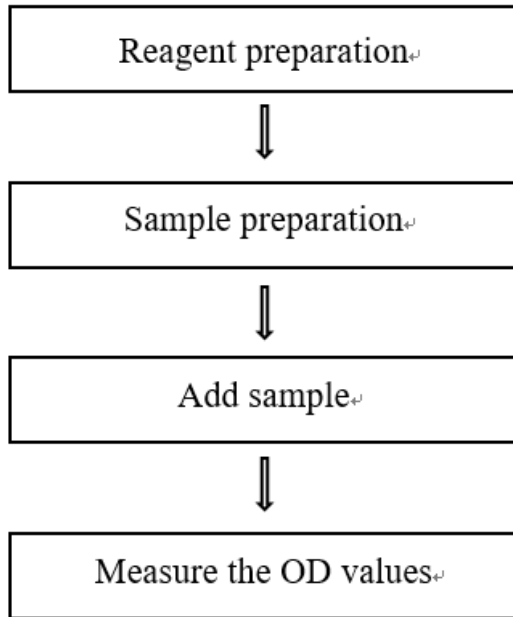 Reagent preparation
Sample preparation
Add sample
Measure the OD values